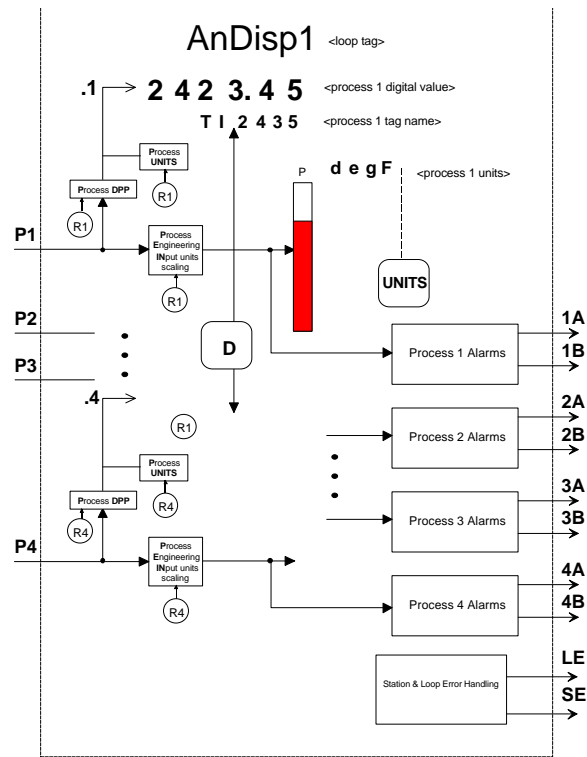 AnDisp1 <loop tag>
.1 2 4 2 3. 4 5 <process 1 digital value>
T I 2 4 3 5 <process 1 tag name>
Process
UNITS
P
d e g F <process 1 units>
Process DPP
R1
R1
P1
Process
Engineering
INput units
scaling
UNITS
R1
P2
D
Process 1 Alarms
1A
1B
P3
.4
R1
Process 2 Alarms
2A
2B
Process
UNITS
Process DPP
R4
R4
Process 3 Alarms
3A
3B
P4
Process
Engineering
INput units
scaling
R4
Process 4 Alarms
4A
4B
Station & Loop Error Handling
LE
SE